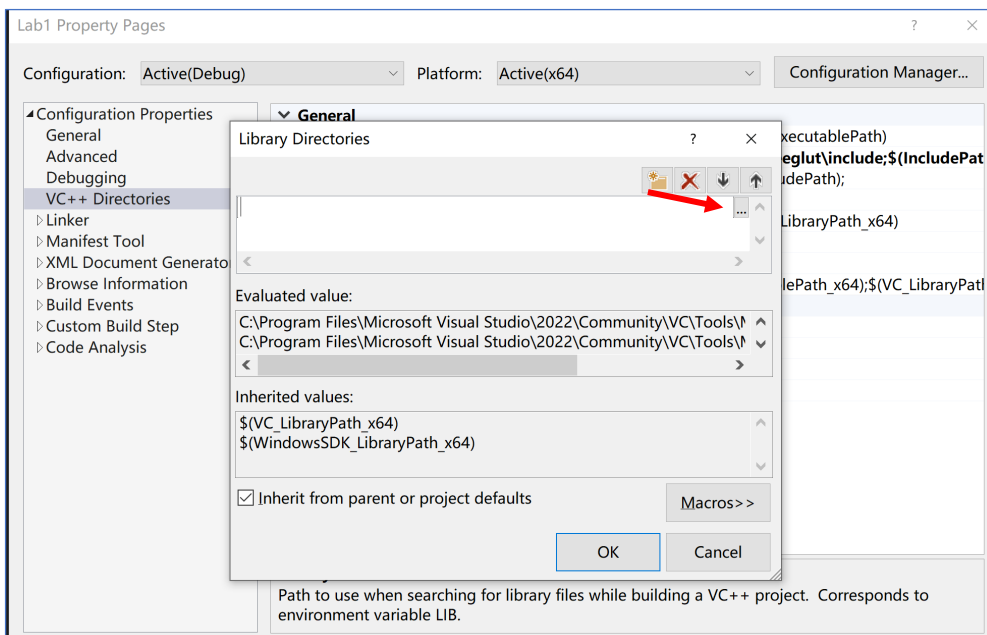 Lab1 Property Pages
?
Configuration: Active(Debug) Platform: Active(x64) Configuration Manager...
Configuration Properties
General
Advanced
Debugging
VC++ Directories
Linker
Manifest Tool
XML Document Generato
Browse Information
Build Events
Custom Build Step
Code Analysis
General
xecutablePath)
eglut\include;$(IncludePat
udePath);
LibraryPath_x64)
lePath_x64);$(VC_LibraryPat
Library Directories
?
...
Evaluated value:
C:\Program Files\Microsoft Visual Studio\2022\Community\VC\Tools\
C:\Program Files\Microsoft Visual Studio\2022\Community\VC\Tools\
Inherited values:
$(VC_LibraryPath_x64)
$(WindowsSDK_LibraryPath_x64)
Inherit from parent or project defaults
Macros>>
OK Cancel
Path to use when searching for library files while building a VC++ project. Corresponds to
environment variable LIB.